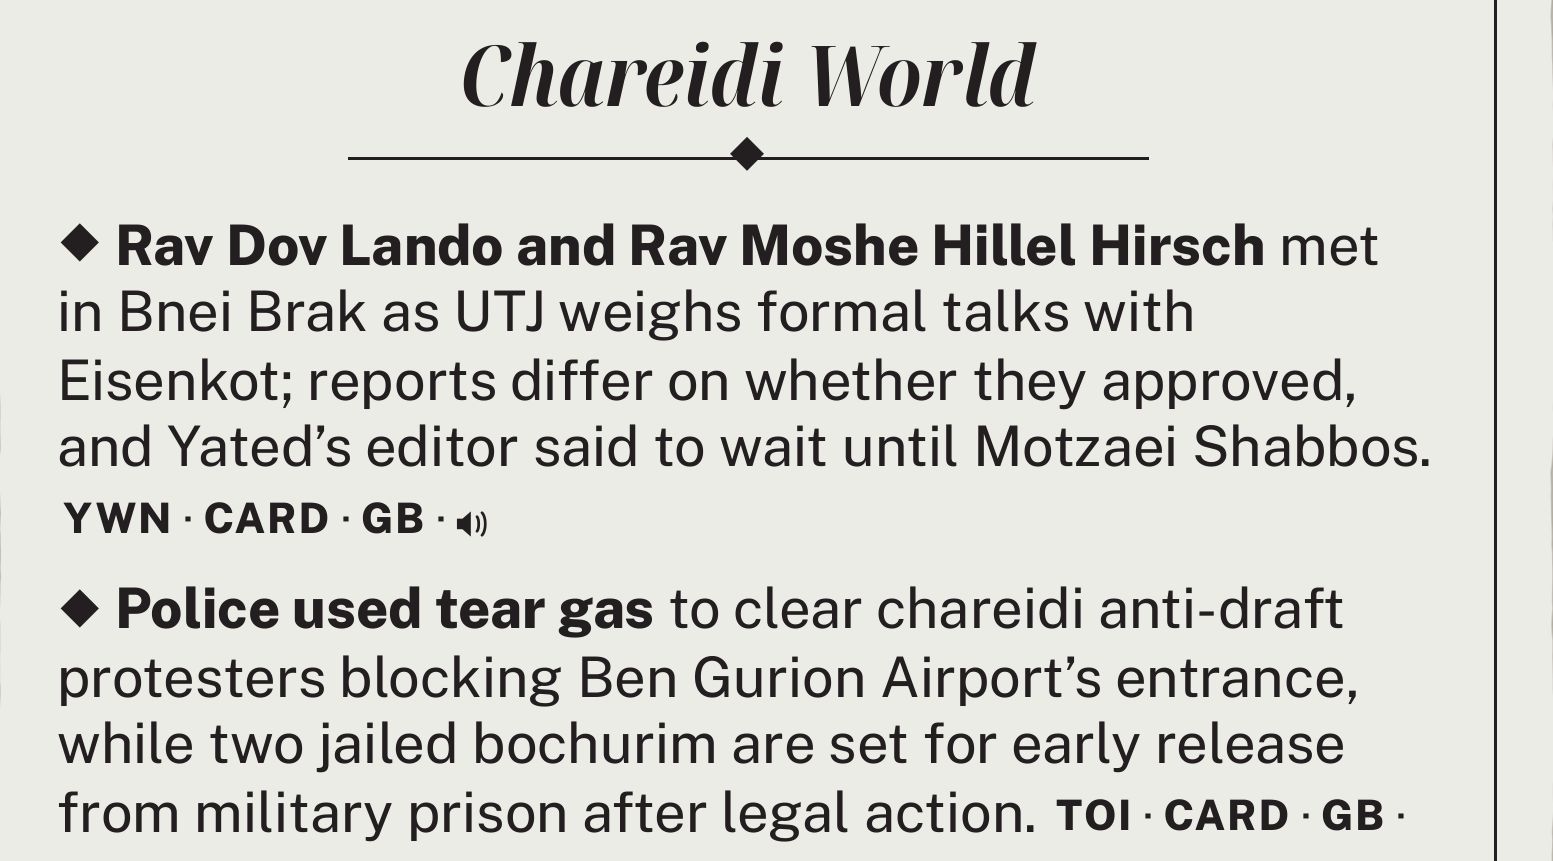 Chareidi World
◆ Rav Dov Lando and Rav Moshe Hillel Hirsch met
in Bnei Brak as UTJ weighs formal talks with
Eisenkot; reports differ on whether they approved,
and Yated’s editor said to wait until Motzaei Shabbos.
YWN · CARD · GB ·
◆ Police used tear gas to clear chareidi anti-draft
protesters blocking Ben Gurion Airport’s entrance,
while two jailed bochurim are set for early release
from military prison after legal action. TOI · CARD · GB ·